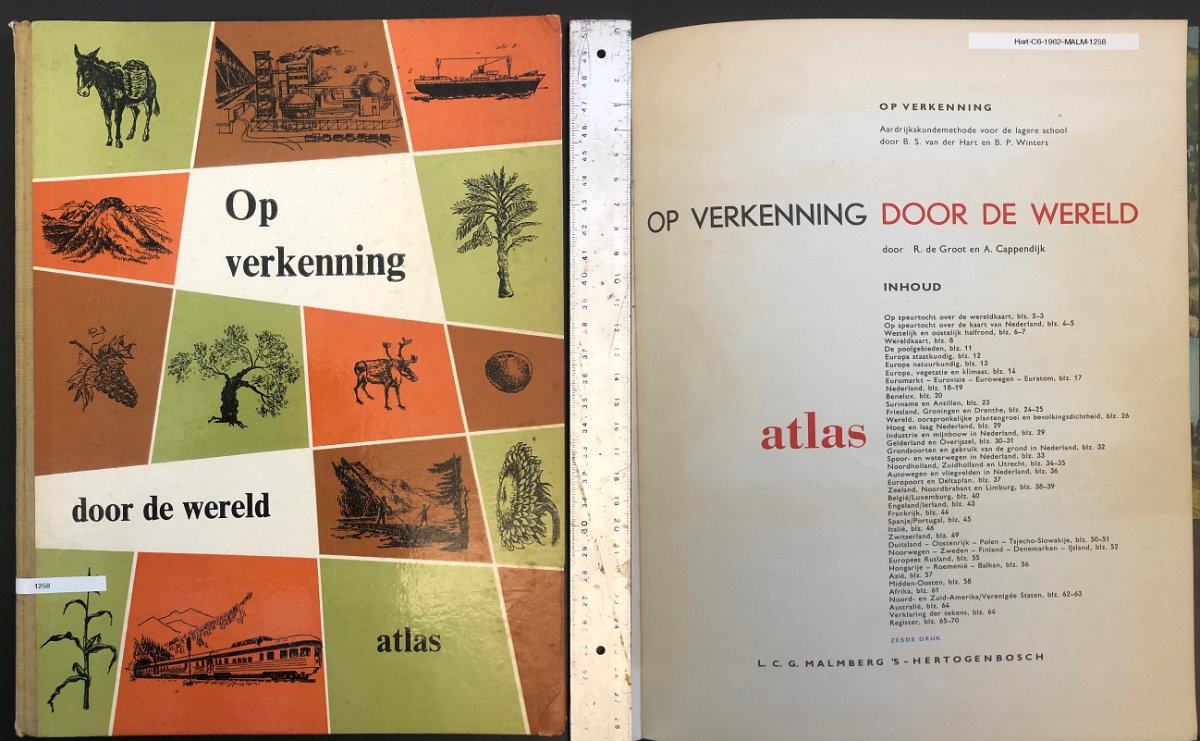 Op
verkenning
door de wereld
1258
atlas
Hart-C6-1962-MALM-1258
OP VERKENNING
Aardrijkskundemethode voor de lagere school
door B. S. van der Hart en B. P. Winters
OP VERKENNING DOOR DE WERELD
door R. de Groot en A. Cappendijk
INHOUD
Op speurtocht over de wereldkaart, blz. 2–3
Op speurtocht over de kaart van Nederland, blz. 4–5
Westelijk en oostelijk halfrond, blz. 6–7
Wereldkaart, blz. 8
De poolgebieden, blz. 11
Europa staatkundig, blz. 12
Europa natuurkundig, blz. 13
Europa, vegetatie en klimaat, blz. 14
Euromarkt – Eurovisie – Eurowegen – Euratom, blz. 17
Nederland, blz. 18–19
Benelux, blz. 20
Suriname en Antillen, blz. 23
Friesland, Groningen en Drenthe, blz. 24–25
Wereld, oorspronkelijke plantengroei en bevolkingsdichtheid, blz. 26
Hoog en laag Nederland, blz. 29
Industrie en mijnbouw in Nederland, blz. 29
Gelderland en Overijssel, blz. 30–31
Grondsoorten en gebruik van de grond in Nederland, blz. 32
Spoor- en waterwegen in Nederland, blz. 33
Noordholland, Zuidholland en Utrecht, blz. 34–35
Autowegen en vliegvelden in Nederland, blz. 36
Europoort en Deltaplan, blz. 37
Zeeland, Noordbrabant en Limburg, blz. 38–39
België/Luxemburg, blz. 40
Engeland/Ierland, blz. 43
Frankrijk, blz. 44
Spanje/Portugal, blz. 45
Italië, blz. 46
Zwitserland, blz. 49
Duitsland – Oostenrijk – Polen – Tsjecho-Slowakije, blz. 50–51
Noorwegen – Zweden – Finland – Denemarken – IJsland, blz. 52
Europees Rusland, blz. 55
Hongarije – Roemenië – Balkan, blz. 56
Azië, blz. 57
Midden-Oosten, blz. 58
Afrika, blz. 61
Noord- en Zuid-Amerika/Verenigde Staten, blz. 62–63
Australië, blz. 64
Verklaring der tekens, blz. 64
Register, blz. 65–70
atlas
ZESDE DRUK
L. C. G. MALMBERG 'S-HERTOGENBOSCH